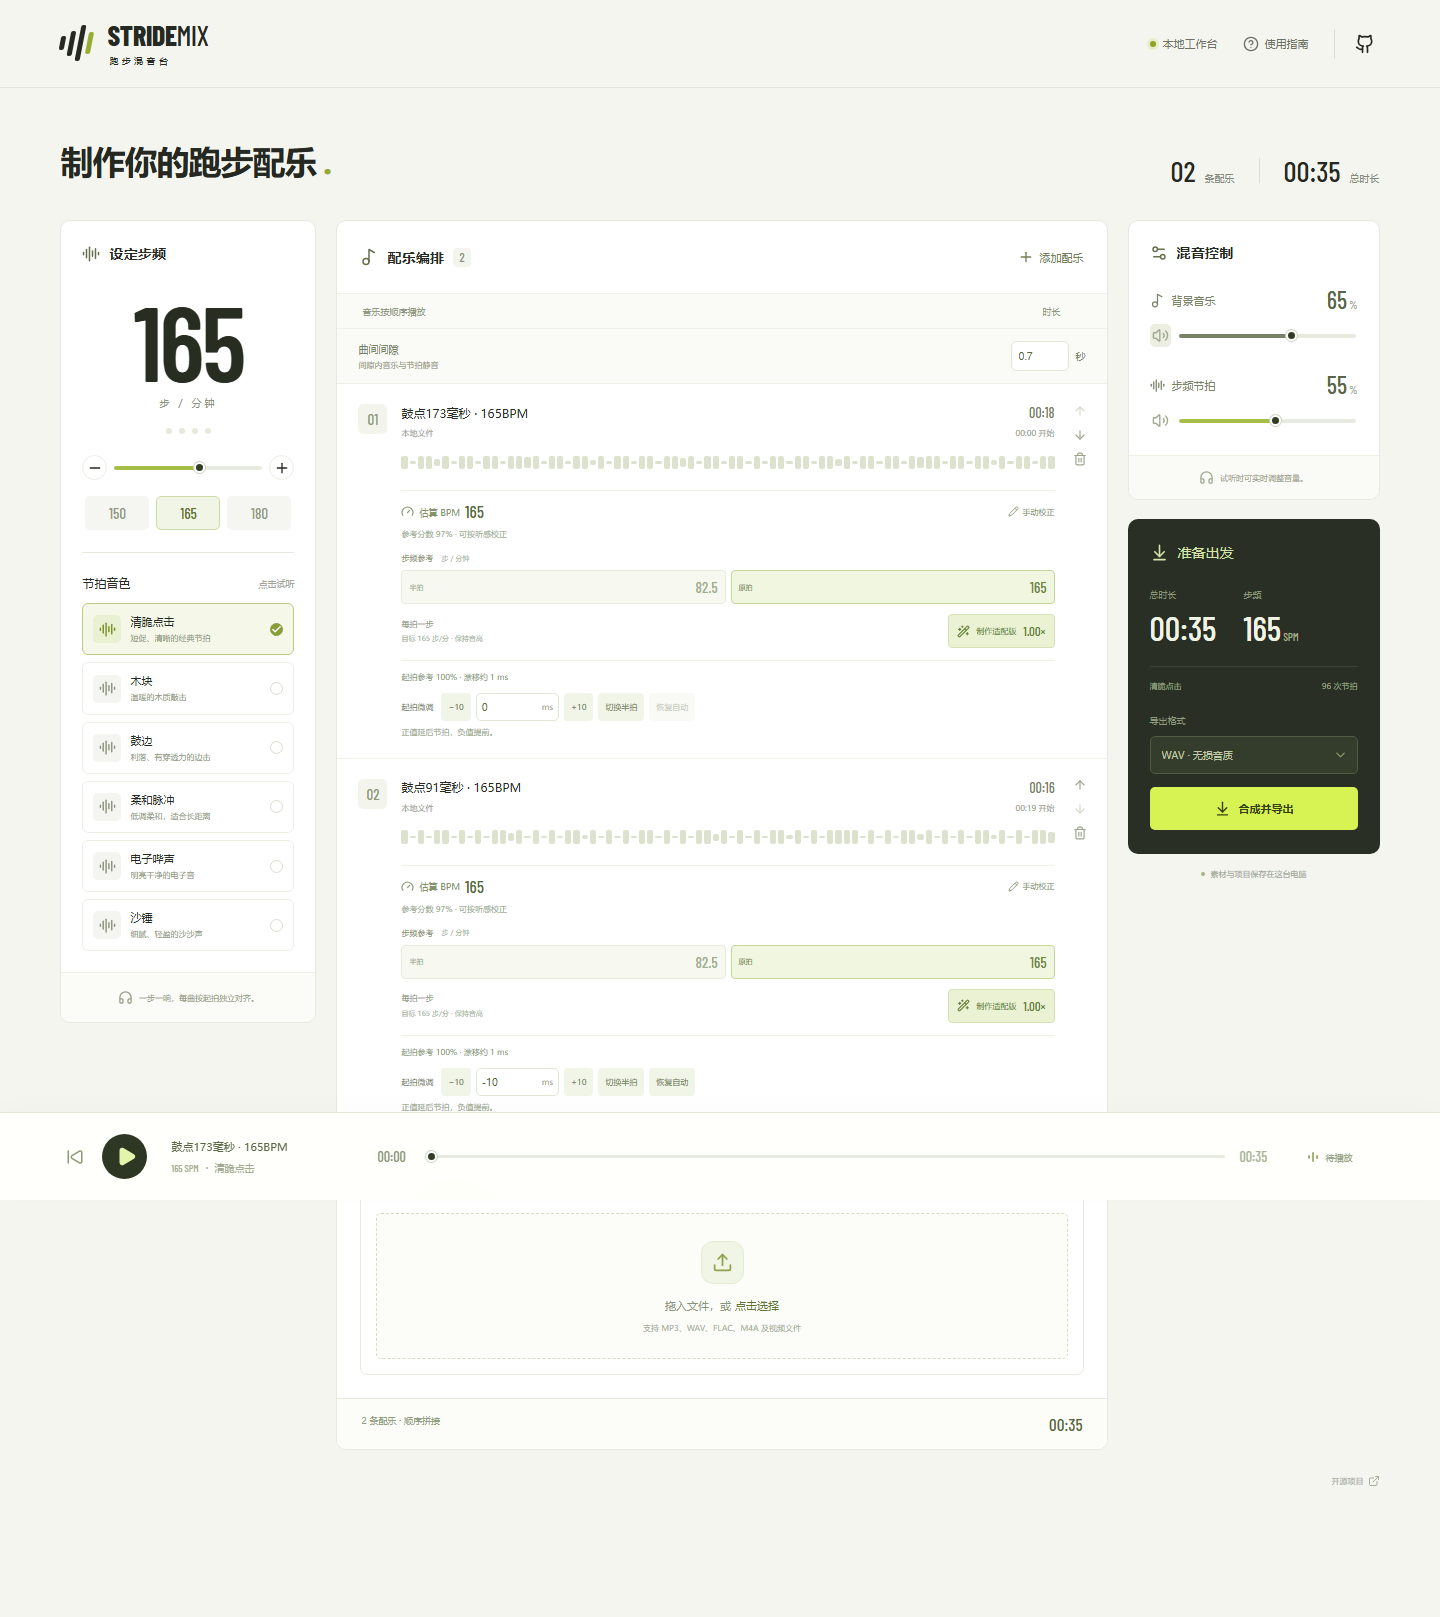 STRIDEMIX
跑步混音台
本地工作台
使用指南
制作你的跑步配乐.
02 条配乐
00:35 总时长
设定步频
165
步 / 分钟
150
165
180
节拍音色
点击试听
清脆点击
短促、清晰的经典节拍
木块
温暖的木质敲击
鼓边
利落、有穿透力的边击
柔和脉冲
低调柔和，适合长距离
电子哔声
明亮干净的电子音
沙锤
细腻、轻盈的沙沙声
一步一响，每曲按起拍独立对齐。
配乐编排 2
添加配乐
音乐按顺序播放
时长
曲间间隙
间隙内音乐与节拍静音
0.7 秒
01
鼓点173毫秒 · 165BPM
00:18
本地文件
00:00 开始
估算 BPM 165
手动校正
参考分数 97% · 可按听感校正
步频参考 步 / 分钟
半拍 82.5
原拍 165
每拍一步
目标 165 步/分 · 保持音高
制作适配版 1.00×
起拍参考 100% · 漂移约 1 ms
起拍微调 −10 0 ms +10 切换半拍 恢复自动
正值延后节拍，负值提前。
02
鼓点91毫秒 · 165BPM
00:16
本地文件
00:19 开始
估算 BPM 165
手动校正
参考分数 97% · 可按听感校正
步频参考 步 / 分钟
半拍 82.5
原拍 165
每拍一步
目标 165 步/分 · 保持音高
制作适配版 1.00×
起拍参考 100% · 漂移约 1 ms
起拍微调 −10 -10 ms +10 切换半拍 恢复自动
正值延后节拍，负值提前。
混音控制
背景音乐 65 %
步频节拍 55 %
试听时可实时调整音量。
准备出发
总时长
步频
00:35
165 SPM
清脆点击
96 次节拍
导出格式
WAV · 无损音质
合成并导出
素材与项目保存在这台电脑
鼓点173毫秒 · 165BPM
165 SPM · 清脆点击
00:00
00:35
待播放
拖入文件，或 点击选择
支持 MP3、WAV、FLAC、M4A 及视频文件
2 条配乐 · 顺序拼接
00:35
开源项目